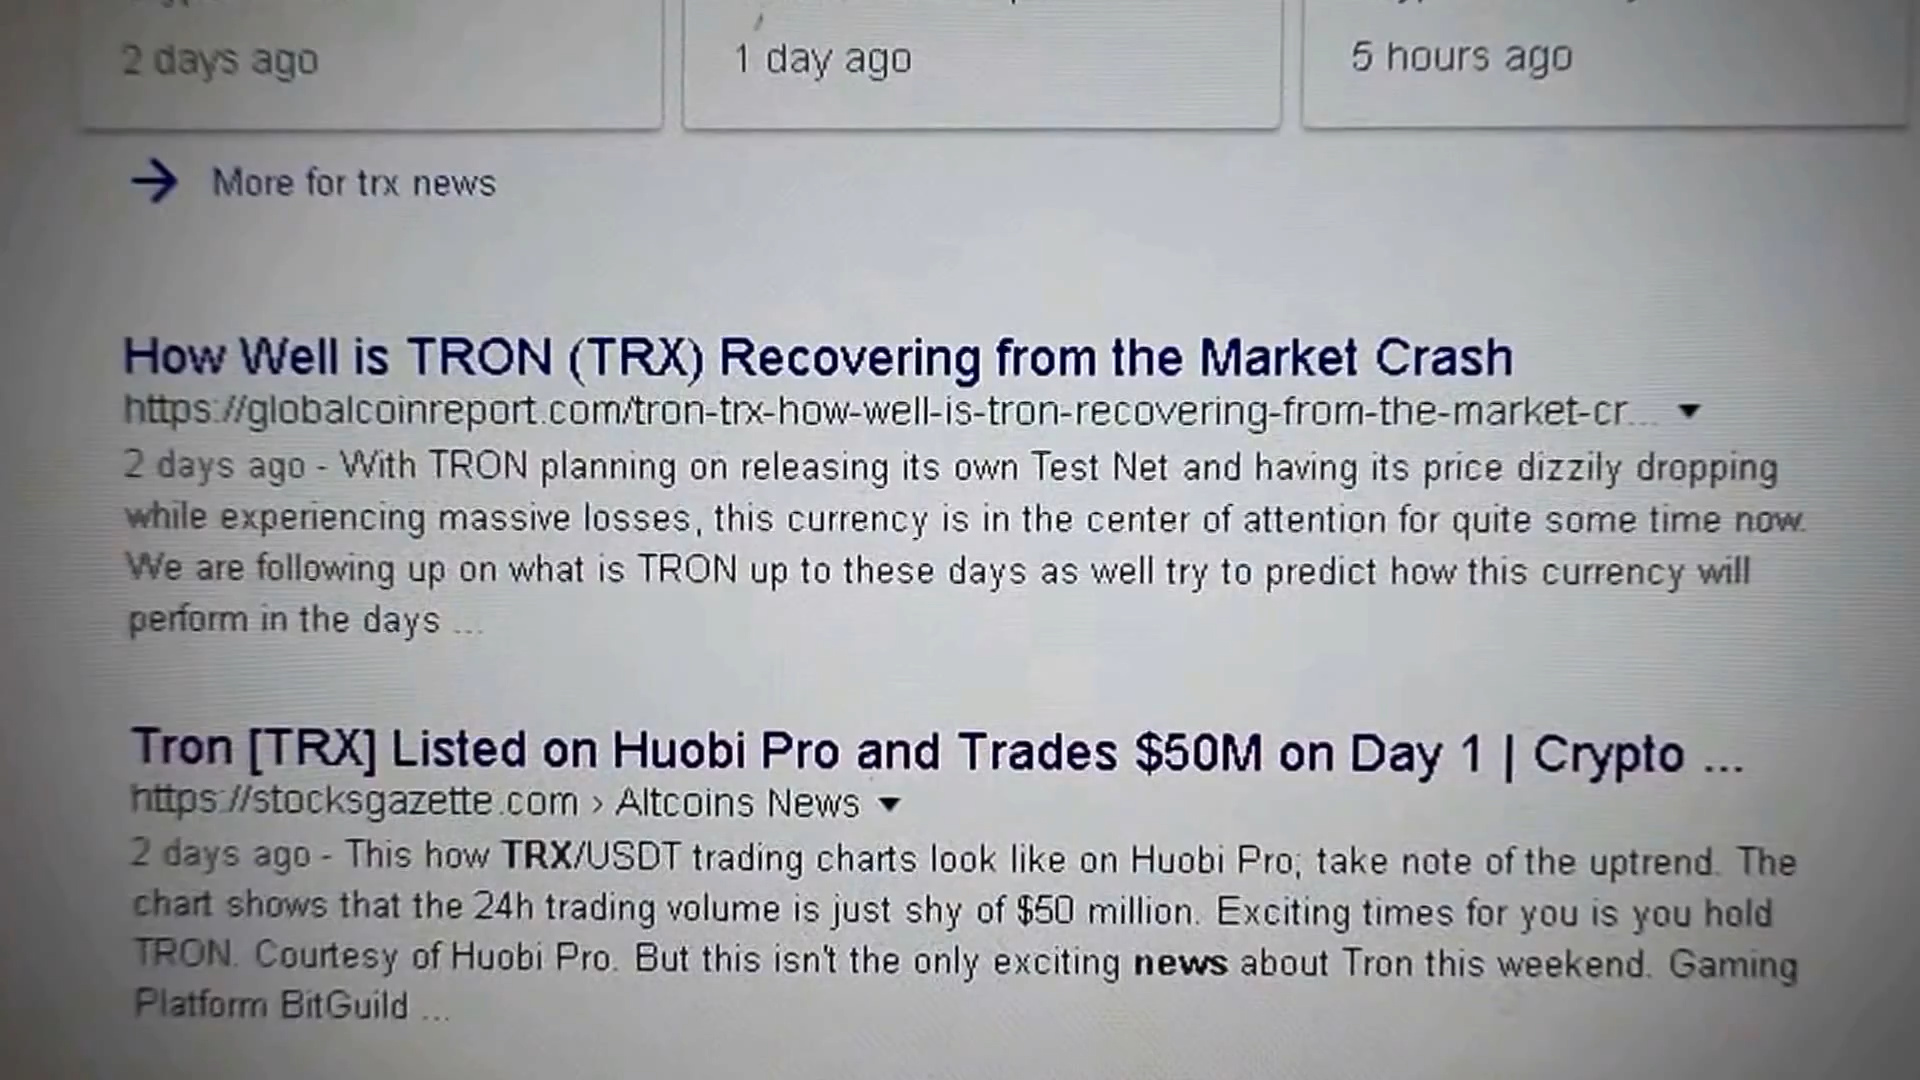 2 days ago
1 day ago
5 hours ago
→ More for trx news
How Well is TRON (TRX) Recovering from the Market Crash
https://globalcoinreport.com/tron-trx-how-well-is-tron-recovering-from-the-market-cr... ▼
2 days ago - With TRON planning on releasing its own Test Net and having its price dizzily dropping
while experiencing massive losses, this currency is in the center of attention for quite some time now.
We are following up on what is TRON up to these days as well try to predict how this currency will
perform in the days ...
Tron [TRX] Listed on Huobi Pro and Trades $50M on Day 1 | Crypto ...
https://stocksgazette.com › Altcoins News ▼
2 days ago - This how TRX/USDT trading charts look like on Huobi Pro; take note of the uptrend. The
chart shows that the 24h trading volume is just shy of $50 million. Exciting times for you is you hold
TRON. Courtesy of Huobi Pro. But this isn't the only exciting news about Tron this weekend. Gaming
Platform BitGuild ...